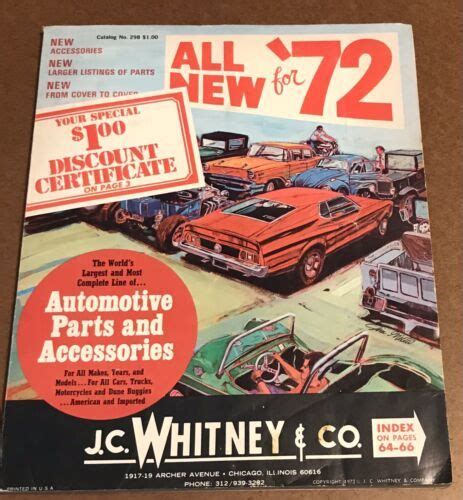 Catalog No. 298 $1.00
NEW
ACCESSORIES
NEW
LARGER LISTINGS OF PARTS
NEW
FROM COVER TO COVER
ALL
NEW for '72
YOUR SPECIAL
$1.00
DISCOUNT
CERTIFICATE
ON PAGE 3
The World's
Largest and Most
Complete Line of...
Automotive
Parts and
Accessories
For All Makes, Years, and
Models...For All Cars, Trucks,
Motorcycles and Dune Buggies
...American and Imported
J.C. WHITNEY & CO.
INDEX
ON PAGES
64-66
1917-19 ARCHER AVENUE • CHICAGO, ILLINOIS 60616
PHONE: 312/939-3282
PRINTED IN U.S.A.
COPYRIGHT 1972 J. C. WHITNEY & COMPANY